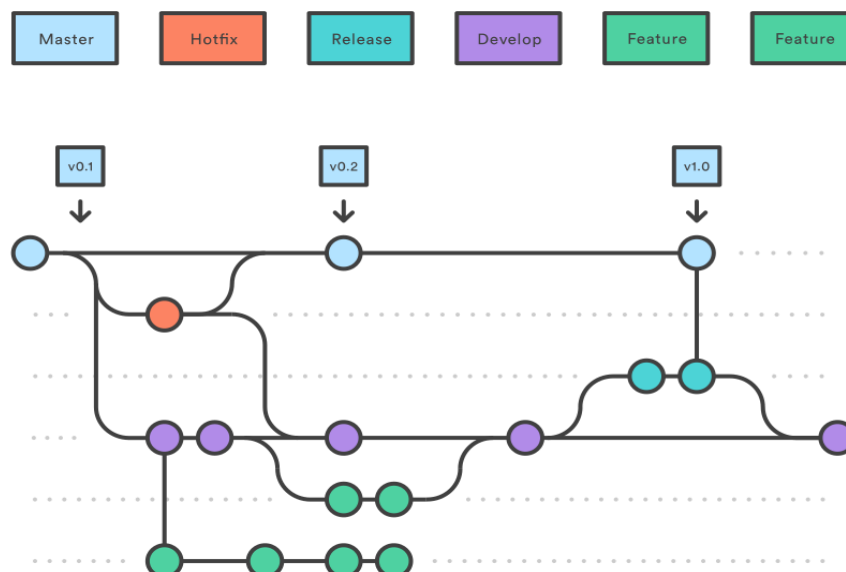 Master
Hotfix
Release
Develop
Feature
Feature
v0.1
v0.2
v1.0